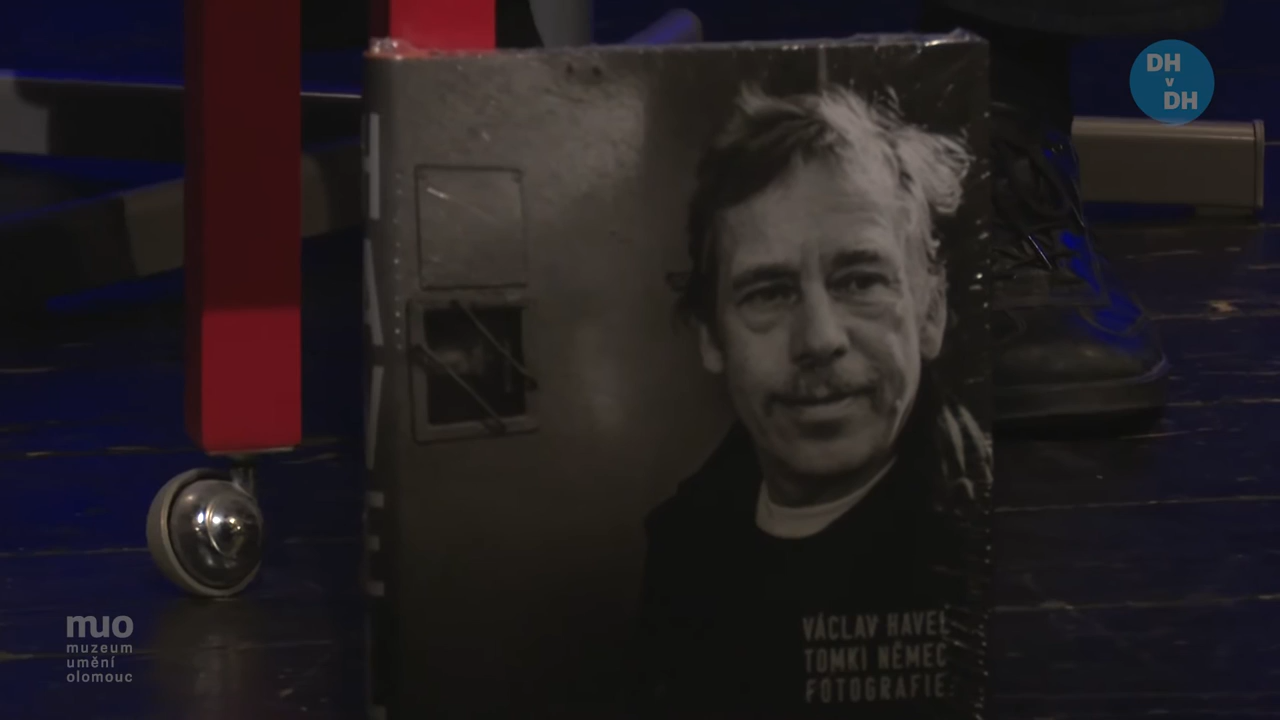 DH
v
DH
VÁCLAV HAVEL
TOMKI NĚMEC
FOTOGRAFIE
muo
muzeum
umění
olomouc